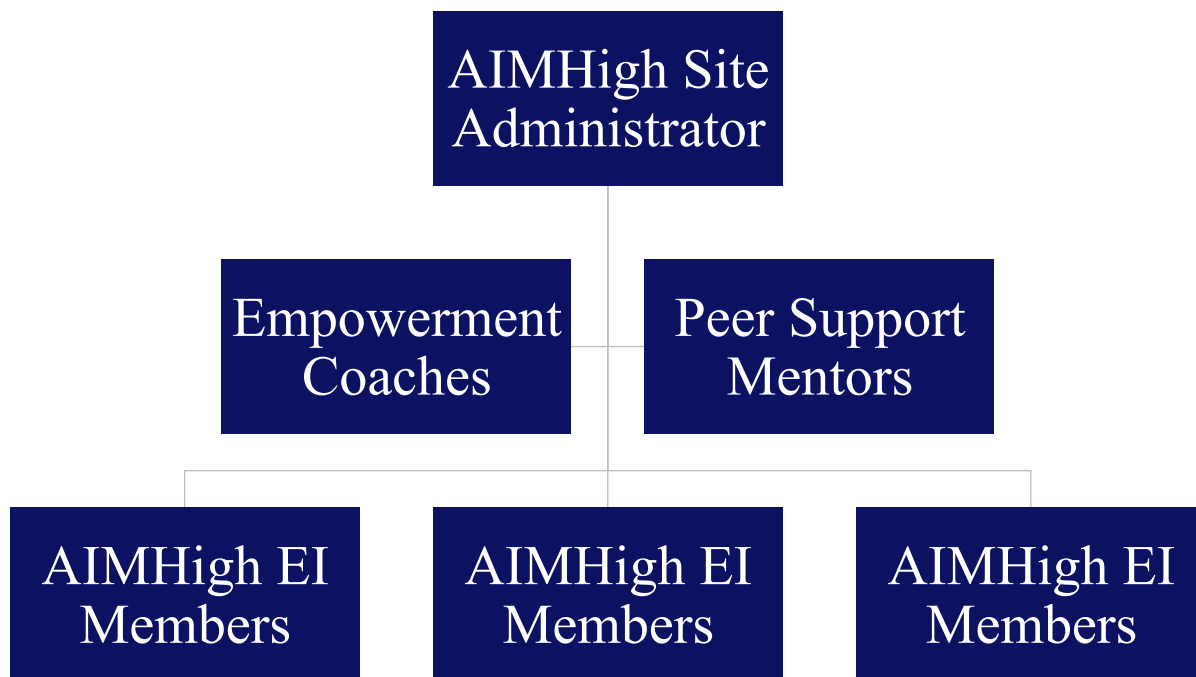 AIMHigh Site
Administrator
Empowerment
Coaches
Peer Support
Mentors
AIMHigh EI
Members
AIMHigh EI
Members
AIMHigh EI
Members